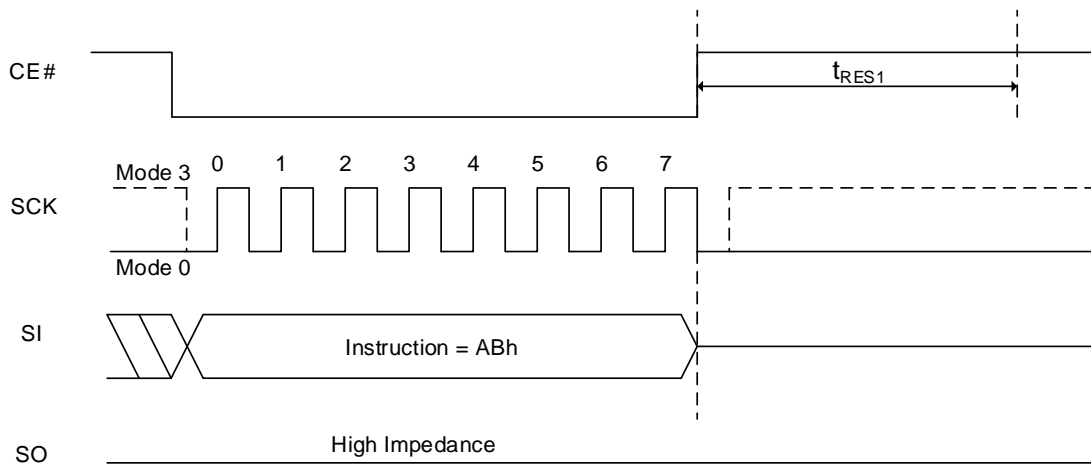 CE#
tRES1
Mode 3
0 1 2 3 4 5 6 7
SCK
Mode 0
SI
Instruction = ABh
High Impedance
SO